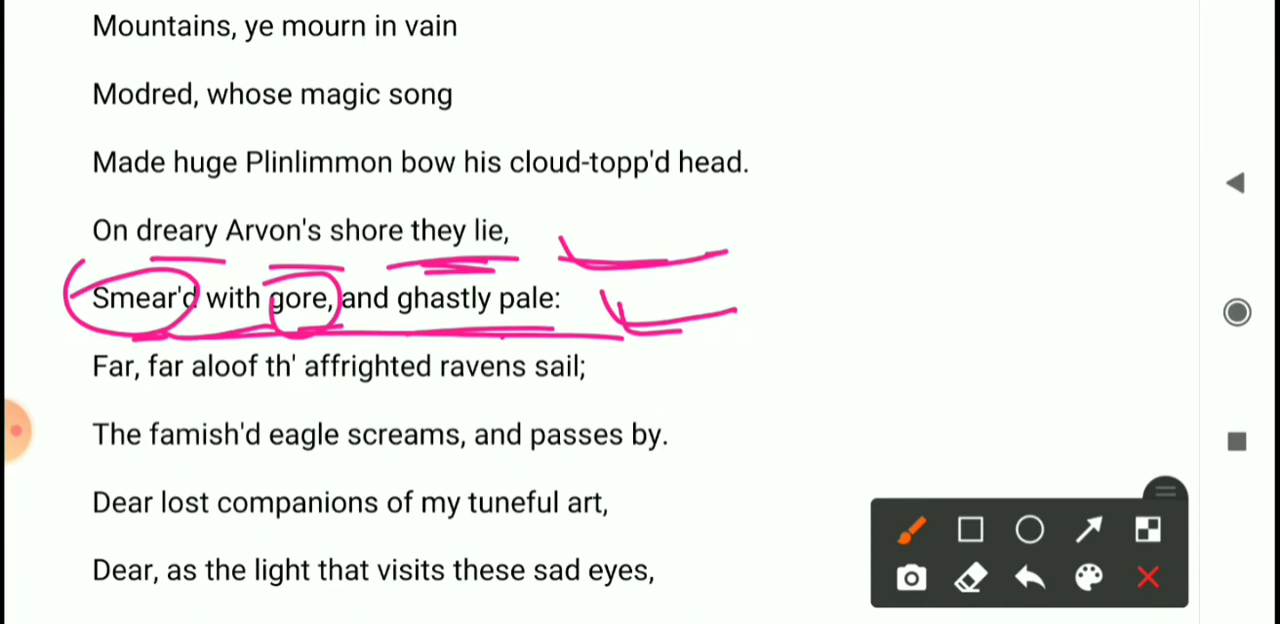 Mountains, ye mourn in vain
Modred, whose magic song
Made huge Plinlimmon bow his cloud-topp'd head.
On dreary Arvon's shore they lie,
Smear'd with gore, and ghastly pale:
Far, far aloof th' affrighted ravens sail;
The famish'd eagle screams, and passes by.
Dear lost companions of my tuneful art,
Dear, as the light that visits these sad eyes,